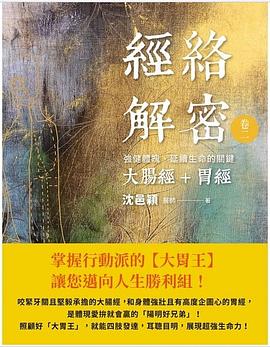 經絡
解密
卷二
強健體魄、延續生命的關鍵
大腸經+胃經
沈邑穎 醫師 著
掌握行動派的【大胃王】
讓您邁向人生勝利組！
咬緊牙關且堅毅承擔的大腸經，和身體強壯且有高度企圖心的胃經，
是體現愛拚就會贏的「陽明好兄弟」！
照顧好「大胃王」，就能四肢發達，耳聰目明，展現超強生命力！